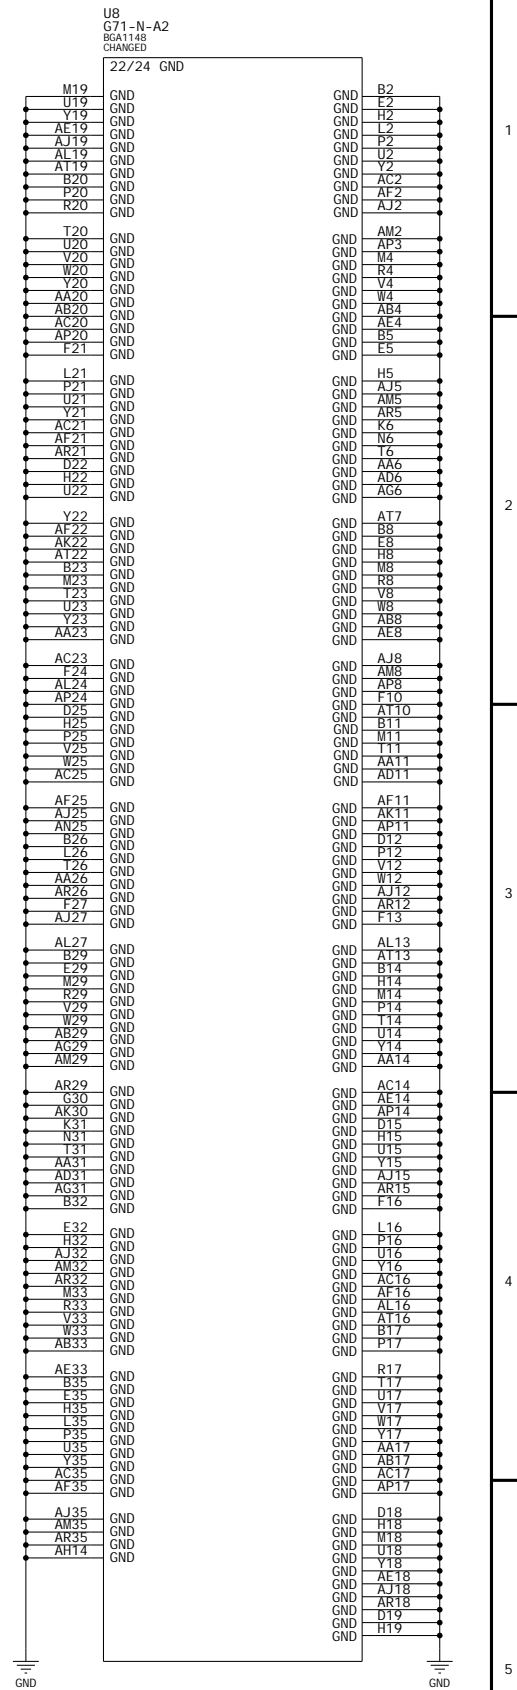 U8
G71-N-A2
BGA1148
CHANGED
22/24 GND
M19 GND GND B2
U19 GND GND E2
Y19 GND GND H2
AE19 GND GND L2
AJ19 GND GND P2
AL19 GND GND U2
AT19 GND GND Y2
B20 GND GND AC2
P20 GND GND AF2
R20 GND GND AJ2
T20 GND GND AM2
U20 GND GND AP3
V20 GND GND M4
W20 GND GND R4
Y20 GND GND V4
AA20 GND GND W4
AB20 GND GND AB4
AC20 GND GND AE4
AP20 GND GND B5
F21 GND GND E5
L21 GND GND H5
P21 GND GND AJ5
U21 GND GND AM5
Y21 GND GND AR5
AC21 GND GND K6
AF21 GND GND N6
AR21 GND GND T6
D22 GND GND AA6
H22 GND GND AD6
U22 GND GND AG6
Y22 GND GND AT7
AF22 GND GND B8
AK22 GND GND E8
AT22 GND GND H8
B23 GND GND M8
M23 GND GND R8
T23 GND GND V8
U23 GND GND W8
Y23 GND GND AB8
AA23 GND GND AE8
AC23 GND GND AJ8
F24 GND GND AM8
AL24 GND GND AP8
AP24 GND GND F10
D25 GND GND AT10
H25 GND GND B11
P25 GND GND M11
V25 GND GND T11
W25 GND GND AA11
AC25 GND GND AD11
AF25 GND GND AF11
AJ25 GND GND AK11
AN25 GND GND AP11
B26 GND GND D12
L26 GND GND P12
T26 GND GND V12
AA26 GND GND W12
AR26 GND GND AJ12
F27 GND GND AR12
AJ27 GND GND F13
AL27 GND GND AL13
B29 GND GND AT13
E29 GND GND B14
M29 GND GND H14
R29 GND GND M14
V29 GND GND P14
W29 GND GND T14
AB29 GND GND U14
AG29 GND GND Y14
AM29 GND GND AA14
AR29 GND GND AC14
G30 GND GND AE14
AK30 GND GND AP14
K31 GND GND D15
N31 GND GND H15
T31 GND GND U15
AA31 GND GND Y15
AD31 GND GND AJ15
AG31 GND GND AR15
B32 GND GND F16
E32 GND GND L16
H32 GND GND P16
AJ32 GND GND U16
AM32 GND GND Y16
AR32 GND GND AC16
M33 GND GND AF16
R33 GND GND AL16
V33 GND GND AT16
W33 GND GND B17
AB33 GND GND P17
AE33 GND GND R17
B35 GND GND T17
E35 GND GND U17
H35 GND GND V17
L35 GND GND W17
P35 GND GND Y17
U35 GND GND AA17
Y35 GND GND AB17
AC35 GND GND AC17
AF35 GND GND AP17
AJ35 GND GND D18
AM35 GND GND H18
AR35 GND GND M18
AH14 GND GND U18
GND Y18
GND AE18
GND AJ18
GND AR18
GND D19
GND H19
GND GND
1
2
3
4
5